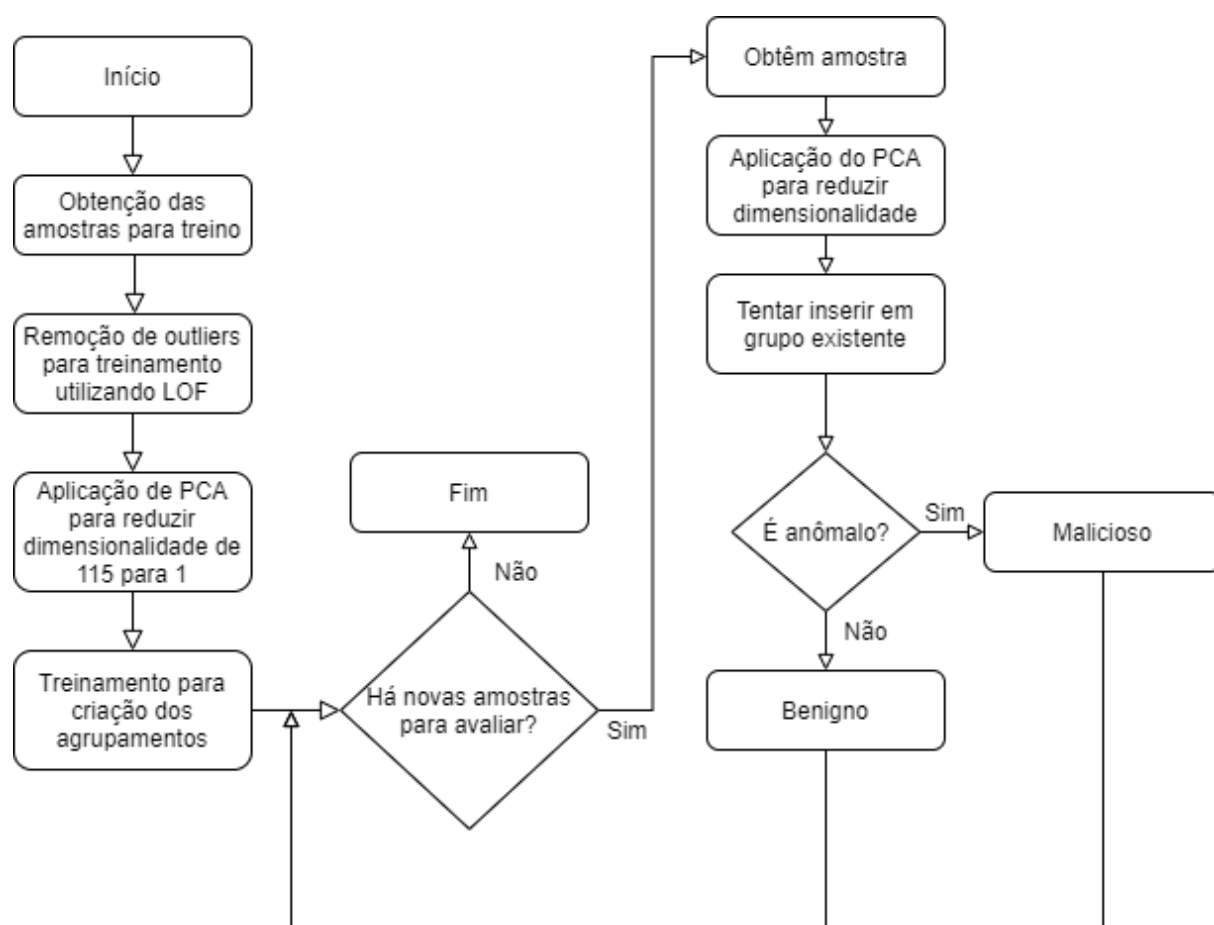 Início
Obtenção das
amostras para treino
Remoção de outliers
para treinamento
utilizando LOF
Aplicação de PCA
para reduzir
dimensionalidade de
115 para 1
Treinamento para
criação dos
agrupamentos
Há novas amostras
para avaliar?
Não
Fim
Sim
Obtêm amostra
Aplicação do PCA
para reduzir
dimensionalidade
Tentar inserir em
grupo existente
É anômalo?
Sim
Malicioso
Não
Benigno